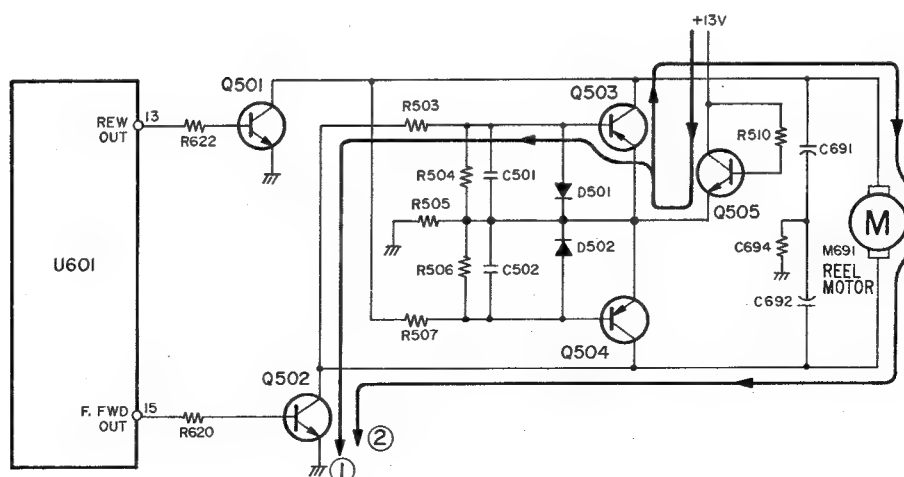 +13V
Q501
Q503
R503
REW
OUT
13
R622
R510
C691
R504
C501
D501
Q505
R505
M
C694
M691
REEL
MOTOR
U601
R506
C502
D502
C692
R507
Q504
Q502
F. FWD
OUT
15
R620
②
①